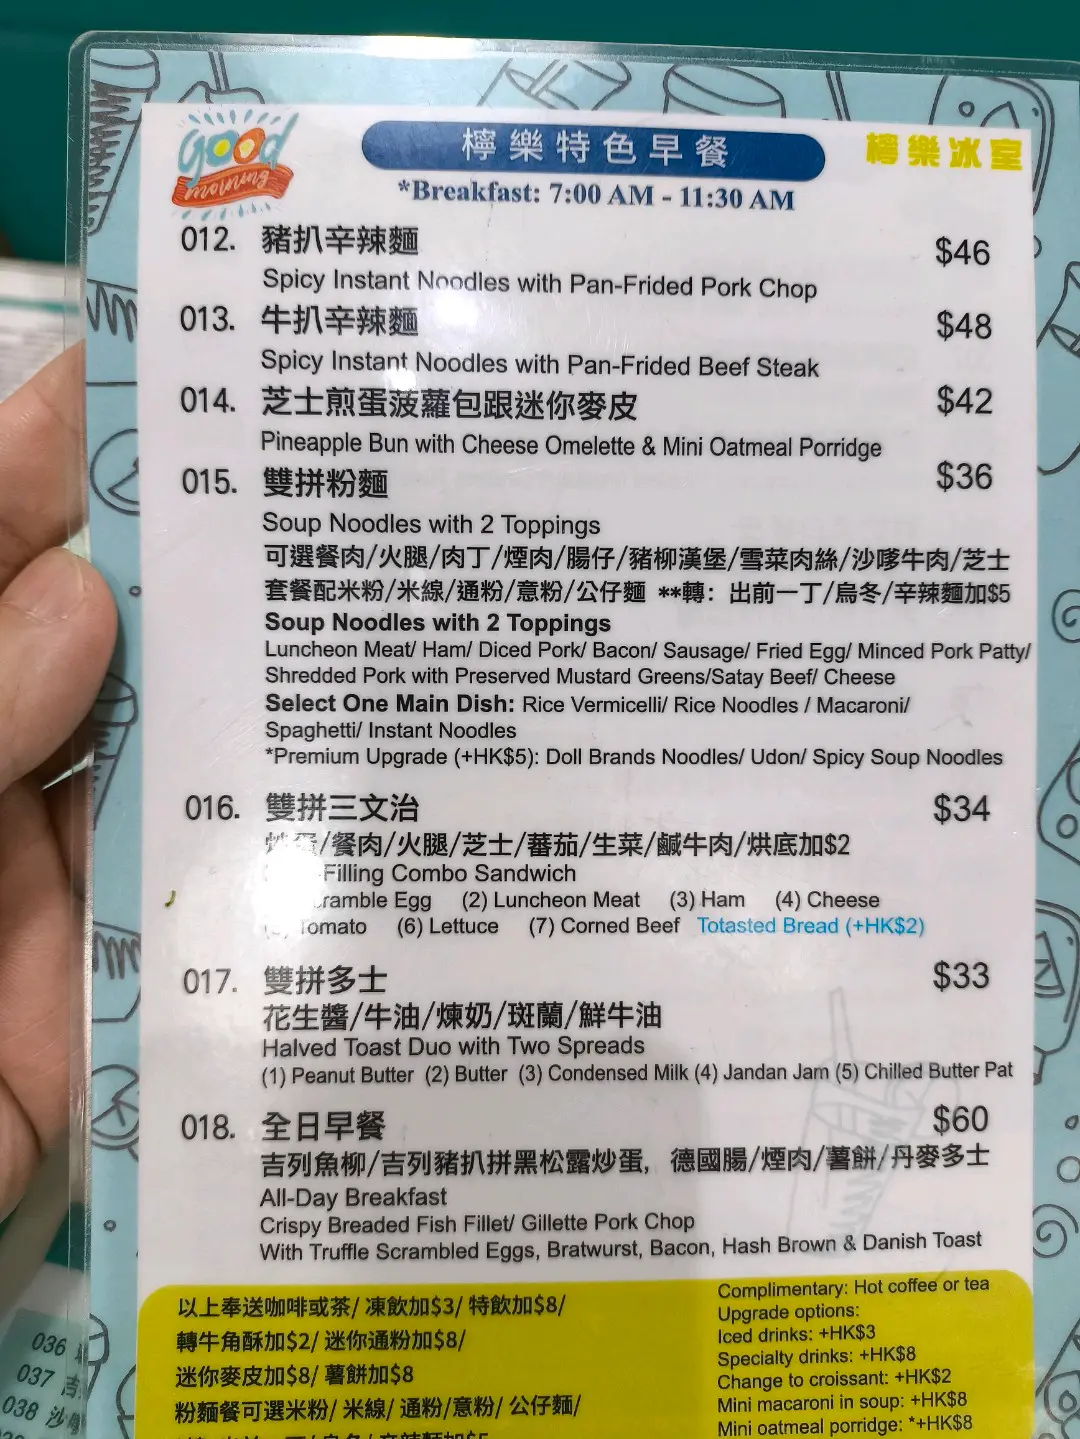 good
morning
檸樂特色早餐
檸樂冰室
*Breakfast: 7:00 AM - 11:30 AM
012. 豬扒辛辣麵 $46
Spicy Instant Noodles with Pan-Frided Pork Chop
013. 牛扒辛辣麵 $48
Spicy Instant Noodles with Pan-Frided Beef Steak
014. 芝士煎蛋菠蘿包跟迷你麥皮 $42
Pineapple Bun with Cheese Omelette & Mini Oatmeal Porridge
015. 雙拼粉麵 $36
Soup Noodles with 2 Toppings
可選餐肉/火腿/肉丁/煙肉/腸仔/豬柳漢堡/雪菜肉絲/沙嗲牛肉/芝士
套餐配米粉/米線/通粉/意粉/公仔麵 **轉：出前一丁/烏冬/辛辣麵加$5
Soup Noodles with 2 Toppings
Luncheon Meat/ Ham/ Diced Pork/ Bacon/ Sausage/ Fried Egg/ Minced Pork Patty/
Shredded Pork with Preserved Mustard Greens/Satay Beef/ Cheese
Select One Main Dish: Rice Vermicelli/ Rice Noodles / Macaroni/
Spaghetti/ Instant Noodles
*Premium Upgrade (+HK$5): Doll Brands Noodles/ Udon/ Spicy Soup Noodles
016. 雙拼三文治 $34
炒蛋/餐肉/火腿/芝士/蕃茄/生菜/鹹牛肉/烘底加$2
Filling Combo Sandwich
ramble Egg (2) Luncheon Meat (3) Ham (4) Cheese
Tomato (6) Lettuce (7) Corned Beef Totasted Bread (+HK$2)
017. 雙拼多士 $33
花生醬/牛油/煉奶/斑蘭/鮮牛油
Halved Toast Duo with Two Spreads
(1) Peanut Butter (2) Butter (3) Condensed Milk (4) Jandan Jam (5) Chilled Butter Pat
018. 全日早餐 $60
吉列魚柳/吉列豬扒拼黑松露炒蛋，德國腸/煙肉/薯餅/丹麥多士
All-Day Breakfast
Crispy Breaded Fish Fillet/ Gillette Pork Chop
With Truffle Scrambled Eggs, Bratwurst, Bacon, Hash Brown & Danish Toast
以上奉送咖啡或茶/ 凍飲加$3/ 特飲加$8/
轉牛角酥加$2/ 迷你通粉加$8/
迷你麥皮加$8/ 薯餅加$8
粉麵餐可選米粉/ 米線/ 通粉/意粉/ 公仔麵/
Complimentary: Hot coffee or tea
Upgrade options:
Iced drinks: +HK$3
Specialty drinks: +HK$8
Change to croissant: +HK$2
Mini macaroni in soup: +HK$8
Mini oatmeal porridge: *+HK$8
036
037 吉
038 沙嗲